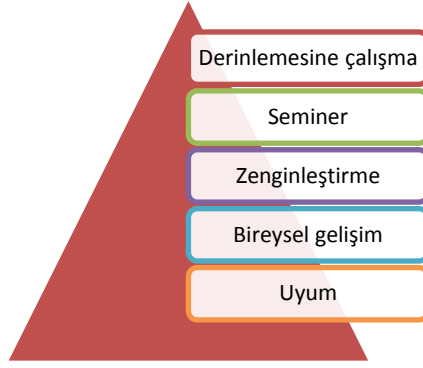 Derinlemesine çalışma
Seminer
Zenginleştirme
Bireysel gelişim
Uyum